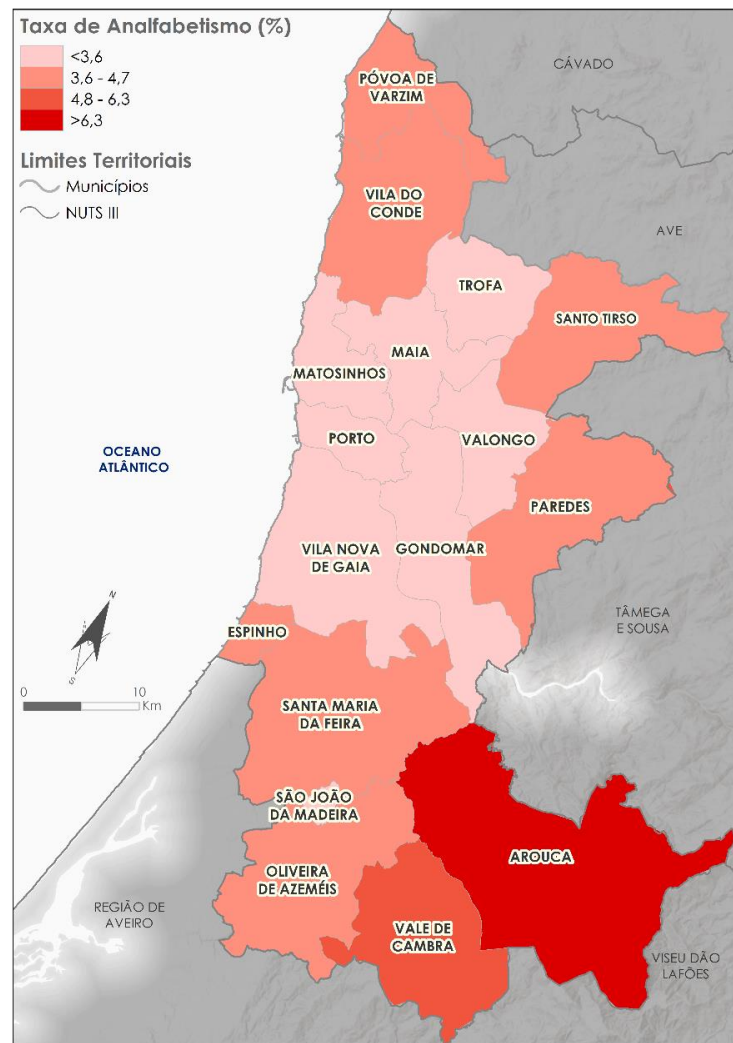 Taxa de Analfabetismo (%)
<3,6
3,6 - 4,7
4,8 - 6,3
>6,3
Limites Territoriais
Municípios
NUTS III
CÁVADO
PÓVOA DE
VARZIM
VILA DO
CONDE
AVE
TROFA
SANTO TIRSO
MAIA
MATOSINHOS
PORTO
VALONGO
OCEANO
ATLÂNTICO
PAREDES
VILA NOVA
DE GAIA
GONDOMAR
N
S
TÂMEGA
E SOUSA
ESPINHO
0 10
Km
SANTA MARIA
DA FEIRA
SÃO JOÃO
DA MADEIRA
AROUCA
OLIVEIRA
DE AZEMÉIS
REGIÃO DE
AVEIRO
VALE DE
CAMBRA
VISEU DÃO
LAFÕES